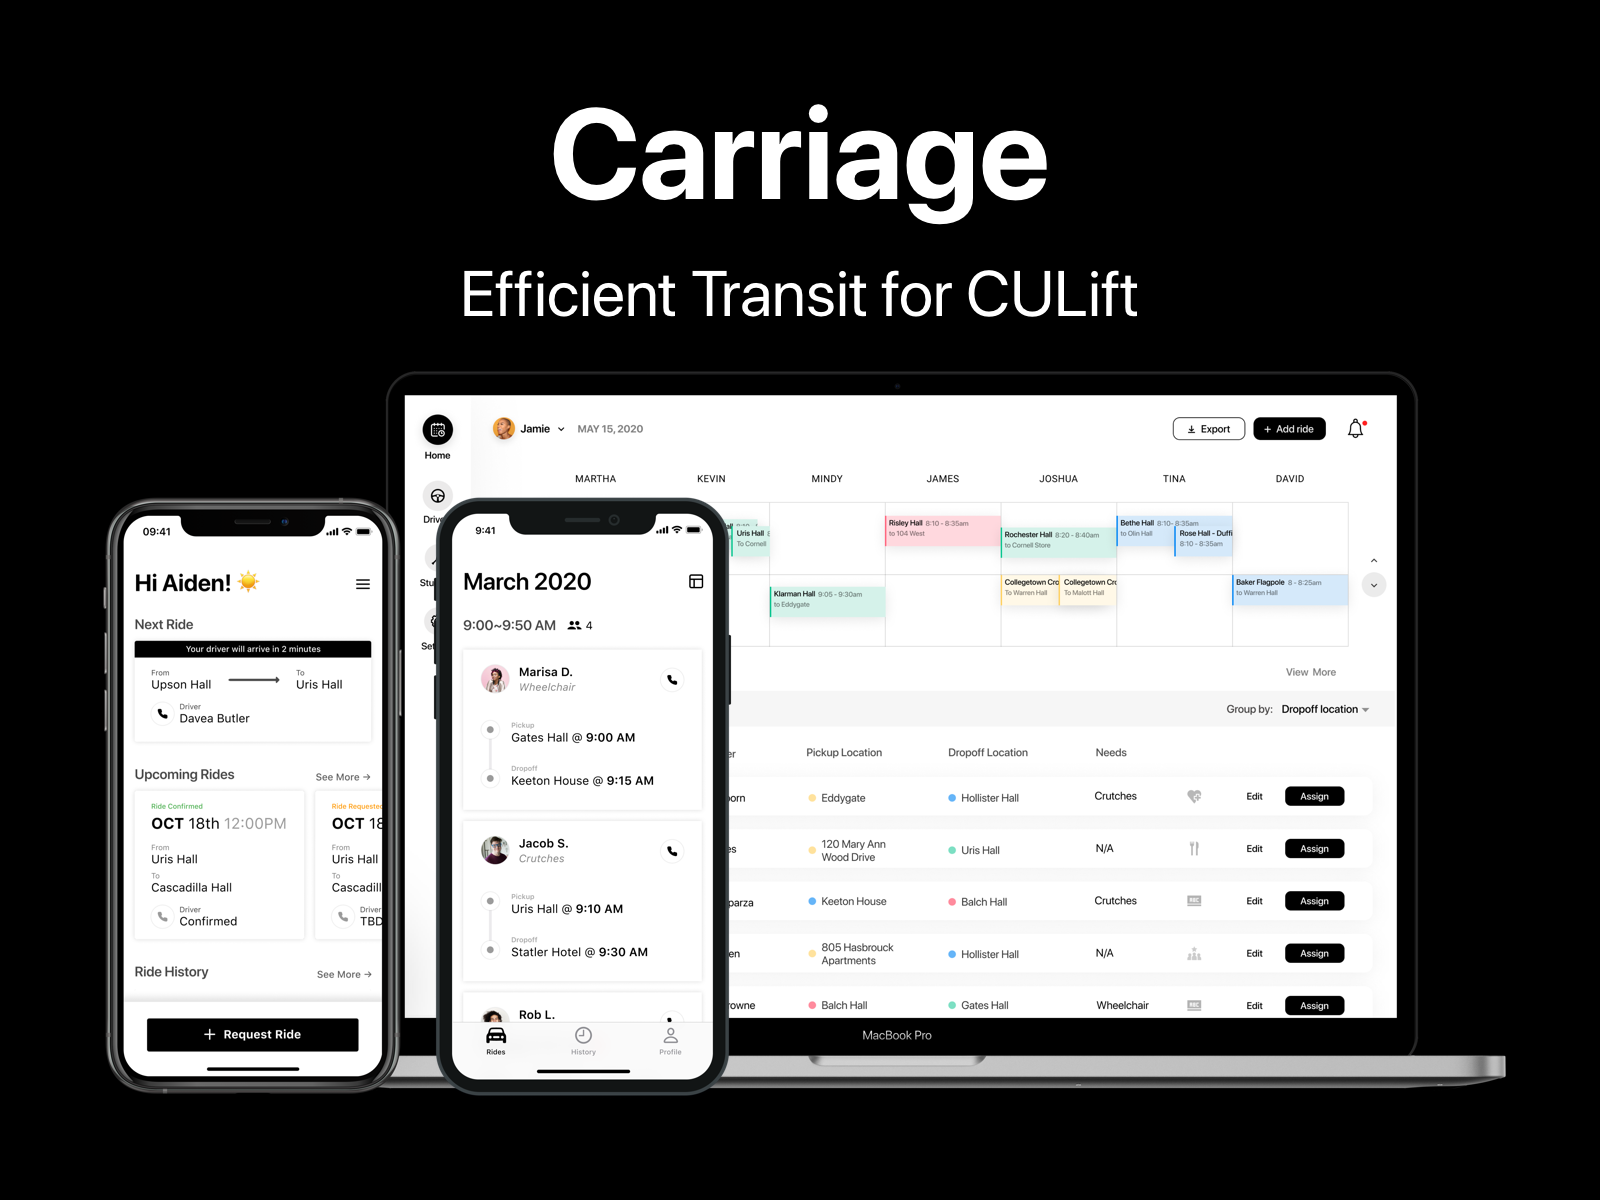 Carriage
Efficient Transit for CULift
Home
Jamie
MAY 15, 2020
Export
+ Add ride
MARTHA
KEVIN
MINDY
JAMES
JOSHUA
TINA
DAVID
Uris Hall
To Cornell
Risley Hall 8:10 - 8:35am
to 104 West
Rochester Hall 8:20 - 8:40am
to Cornell Store
Bethe Hall 8:10- 8:35am
to Olin Hall
Rose Hall - Duffi
8:10 - 8:35am
Klarman Hall 9:05 - 9:30am
to Eddygate
Collegetown Cro
To Warren Hall
Collegetown Cro
To Malott Hall
Baker Flagpole 8 - 8:25am
to Warren Hall
View More
Group by: Dropoff location
Pickup Location
Dropoff Location
Needs
Eddygate
Hollister Hall
Crutches
Edit
Assign
120 Mary Ann
Wood Drive
Uris Hall
N/A
Edit
Assign
parza
Keeton House
Balch Hall
Crutches
ABC
Edit
Assign
en
805 Hasbrouck
Apartments
Hollister Hall
N/A
Edit
Assign
owne
Balch Hall
Gates Hall
Wheelchair
ABC
Edit
Assign
MacBook Pro
09:41
Hi Aiden!
Next Ride
Your driver will arrive in 2 minutes
From
Upson Hall
To
Uris Hall
Driver
Davea Butler
Upcoming Rides
See More →
Ride Confirmed
OCT 18th 12:00PM
From
Uris Hall
To
Cascadilla Hall
Driver
Confirmed
Ride Requested
OCT 18
From
Uris Hall
To
Cascadill
Driver
TBD
Ride History
See More →
+ Request Ride
9:41
March 2020
9:00~9:50 AM 4
Marisa D.
Wheelchair
Pickup
Gates Hall @ 9:00 AM
Dropoff
Keeton House @ 9:15 AM
Jacob S.
Crutches
Pickup
Uris Hall @ 9:10 AM
Dropoff
Statler Hotel @ 9:30 AM
Rob L.
Rides
History
Profile